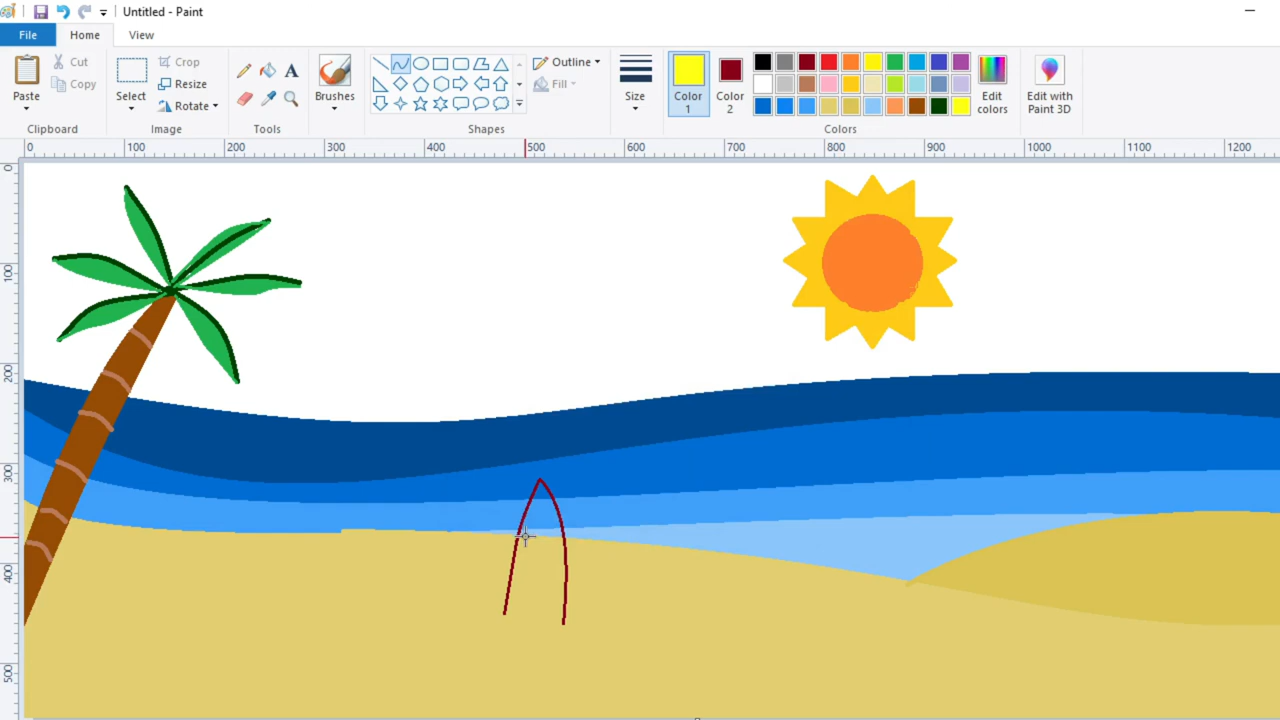 Untitled - Paint
File Home View
Paste
Cut
Copy
Clipboard
Select
Crop
Resize
Rotate
Image
A
Tools
Brushes
Shapes
Outline
Fill
Size
Color 1
Color 2
Edit colors
Colors
Edit with Paint 3D
0 100 200 300 400 500 600 700 800 900 1000 1100 1200
0
100
200
300
400
500